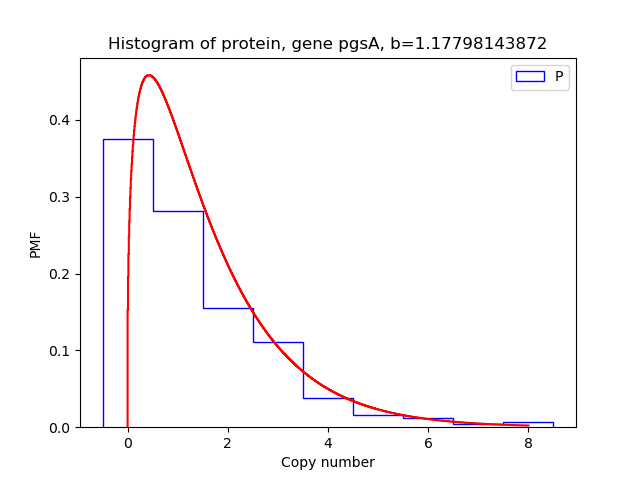 Histogram of protein, gene pgsA, b=1.17798143872
P
0.4
0.3
0.2
0.1
0.0
PMF
0 2 4 6 8
Copy number